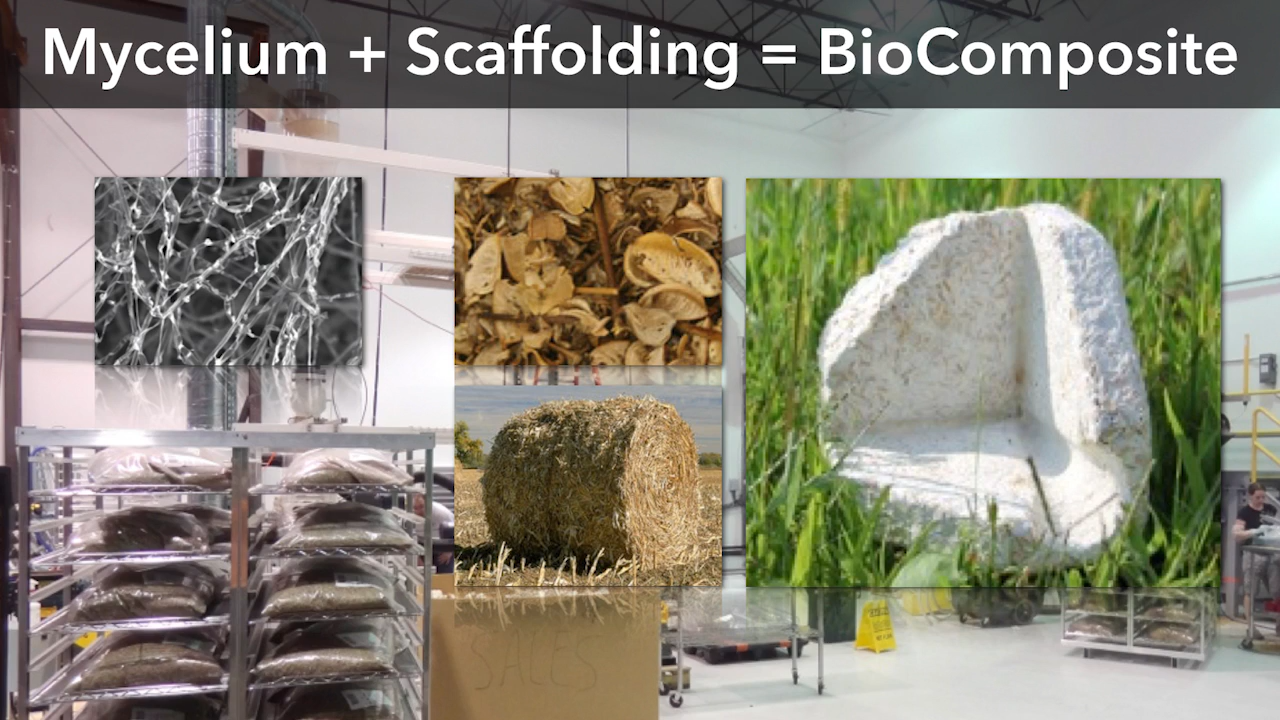 Mycelium + Scaffolding = BioComposite
SALES